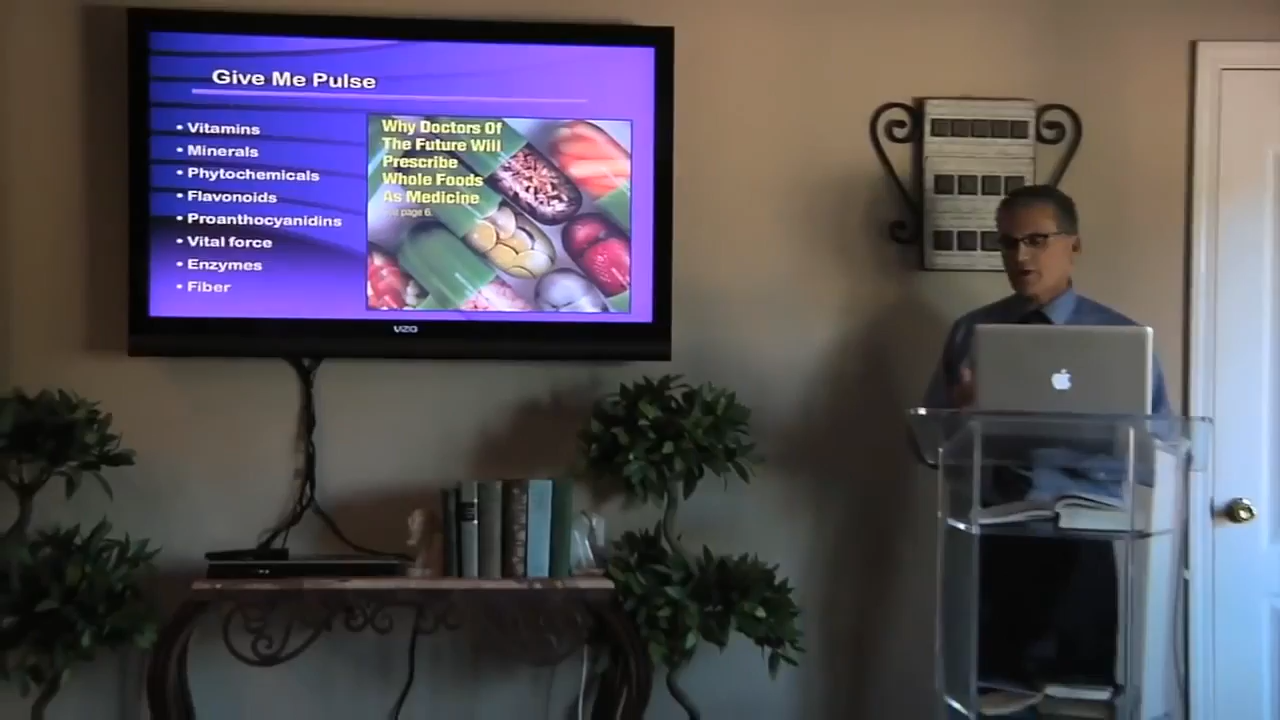 Give Me Pulse
• Vitamins
• Minerals
• Phytochemicals
• Flavonoids
• Proanthocyanidins
• Vital force
• Enzymes
• Fiber
Why Doctors Of
The Future Will
Prescribe
Whole Foods
As Medicine
page 6.
VIZIO